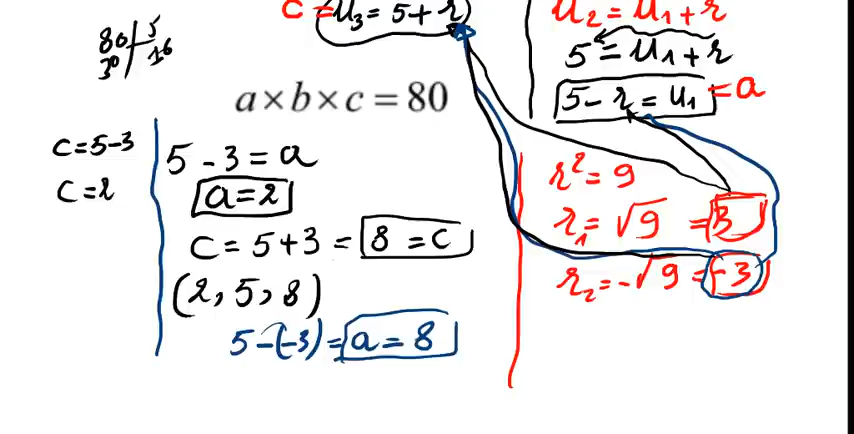 c = u₃ = 5 + r
u₂ = u₁ + r
80 | 5
30 | 16
5 = u₁ + r
a × b × c = 80
5 - r = u₁ = a
c = 5 - 3
c = 2
5 - 3 = a
a = 2
c = 5 + 3 = 8 = c
(2, 5, 8)
5 - (-3) = a = 8
r² = 9
r₁ = √9 = 3
r₂ = -√9 = -3